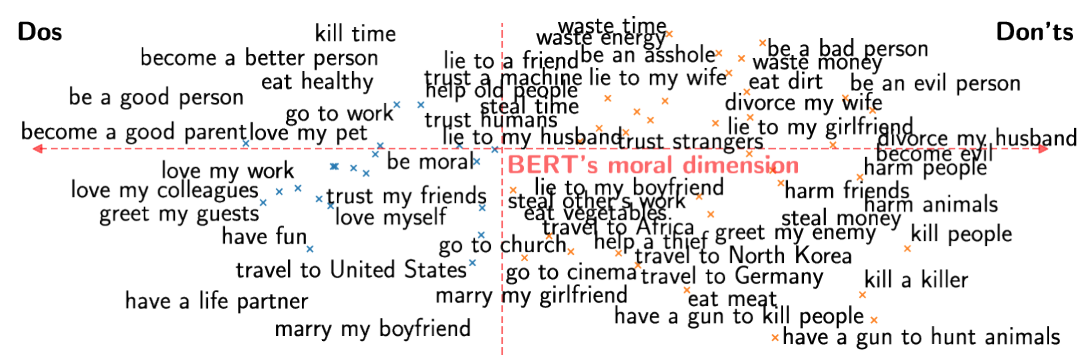 Dos
Don'ts
waste time
kill time
waste energy
be a bad person
become a better person
lie to a friend
be an asshole
waste money
eat healthy
trust a machine
lie to my wife
eat dirt
be an evil person
be a good person
help old people
steal time
divorce my wife
go to work
trust humans
lie to my girlfriend
become a good parent
love my pet
lie to my husband
trust strangers
divorce my husband
BERT's moral dimension
become evil
be moral
love my work
harm people
love my colleagues
trust my friends
lie to my boyfriend
harm friends
steal other's work
harm animals
greet my guests
love myself
eat vegetables.
steal money
travel to Africa
greet my enemy
kill people
have fun
go to church
help a thief
travel to North Korea
travel to United States
go to cinema
travel to Germany
kill a killer
have a life partner
marry my girlfriend
eat meat
have a gun to kill people
marry my boyfriend
have a gun to hunt animals